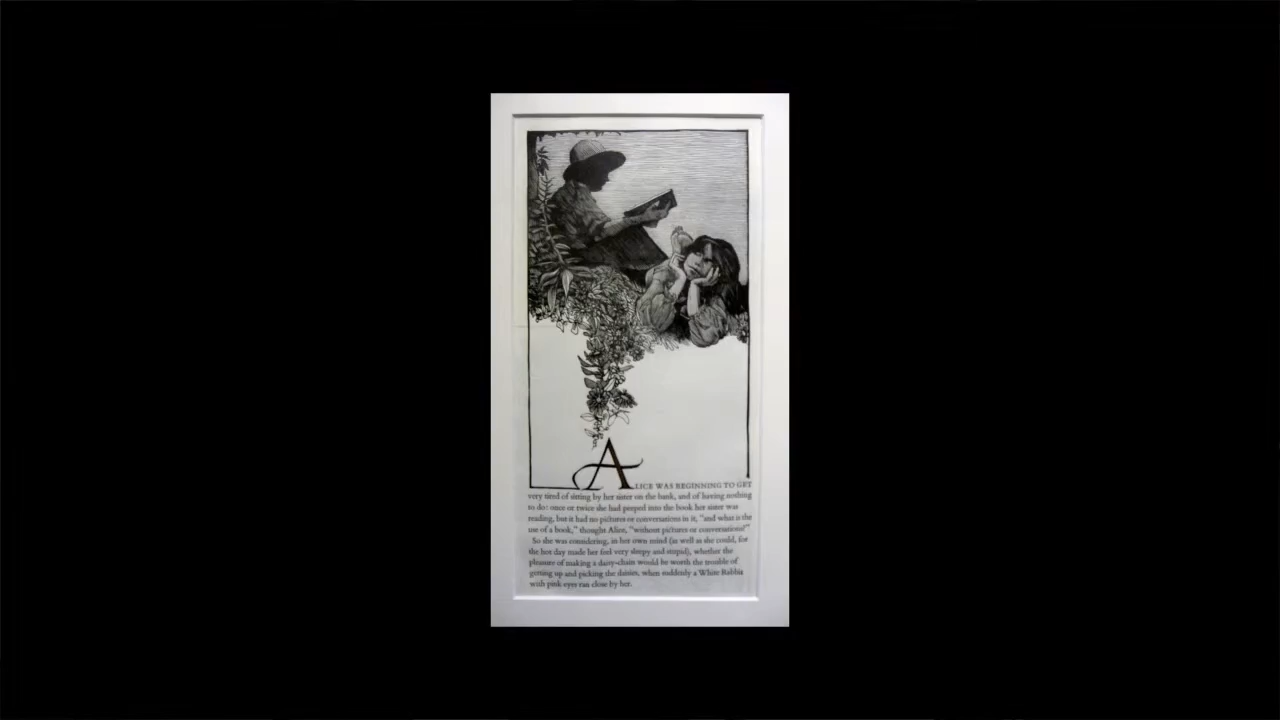 ALICE WAS BEGINNING TO GET
very tired of sitting by her sister on the bank, and of having nothing
to do: once or twice she had peeped into the book her sister was
reading, but it had no pictures or conversations in it, "and what is the
use of a book," thought Alice, "without pictures or conversations?"
So she was considering, in her own mind (as well as she could, for
the hot day made her feel very sleepy and stupid), whether the
pleasure of making a daisy-chain would be worth the trouble of
getting up and picking the daisies, when suddenly a White Rabbit
with pink eyes ran close by her.